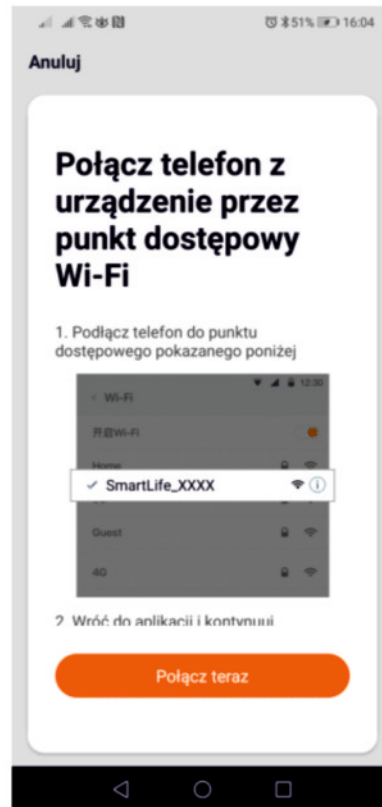 51% 16:04
Anuluj
Połącz telefon z
urządzenie przez
punkt dostępowy
Wi-Fi
1. Podłącz telefon do punktu
dostępowego pokazanego poniżej
12:30
Wi-Fi
开启Wi-Fi
Home
SmartLife_XXXX
Guest
4G
2. Wróć do aplikacji i kontynuuj
Połącz teraz